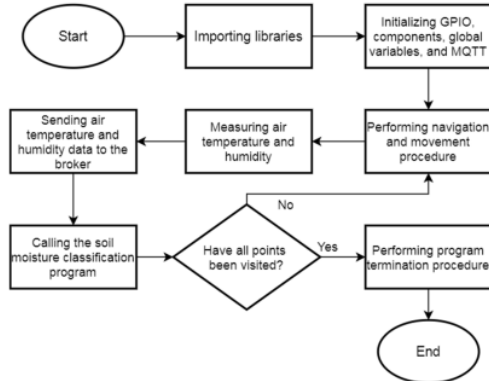 Start
Importing libraries
Initializing GPIO,
components, global
variables, and MQTT
Performing navigation
and movement
procedure
Measuring air
temperature and
humidity
Sending air
temperature and
humidity data to the
broker
Calling the soil
moisture classification
program
Have all points
been visited?
No
Yes
Performing program
termination procedure
End